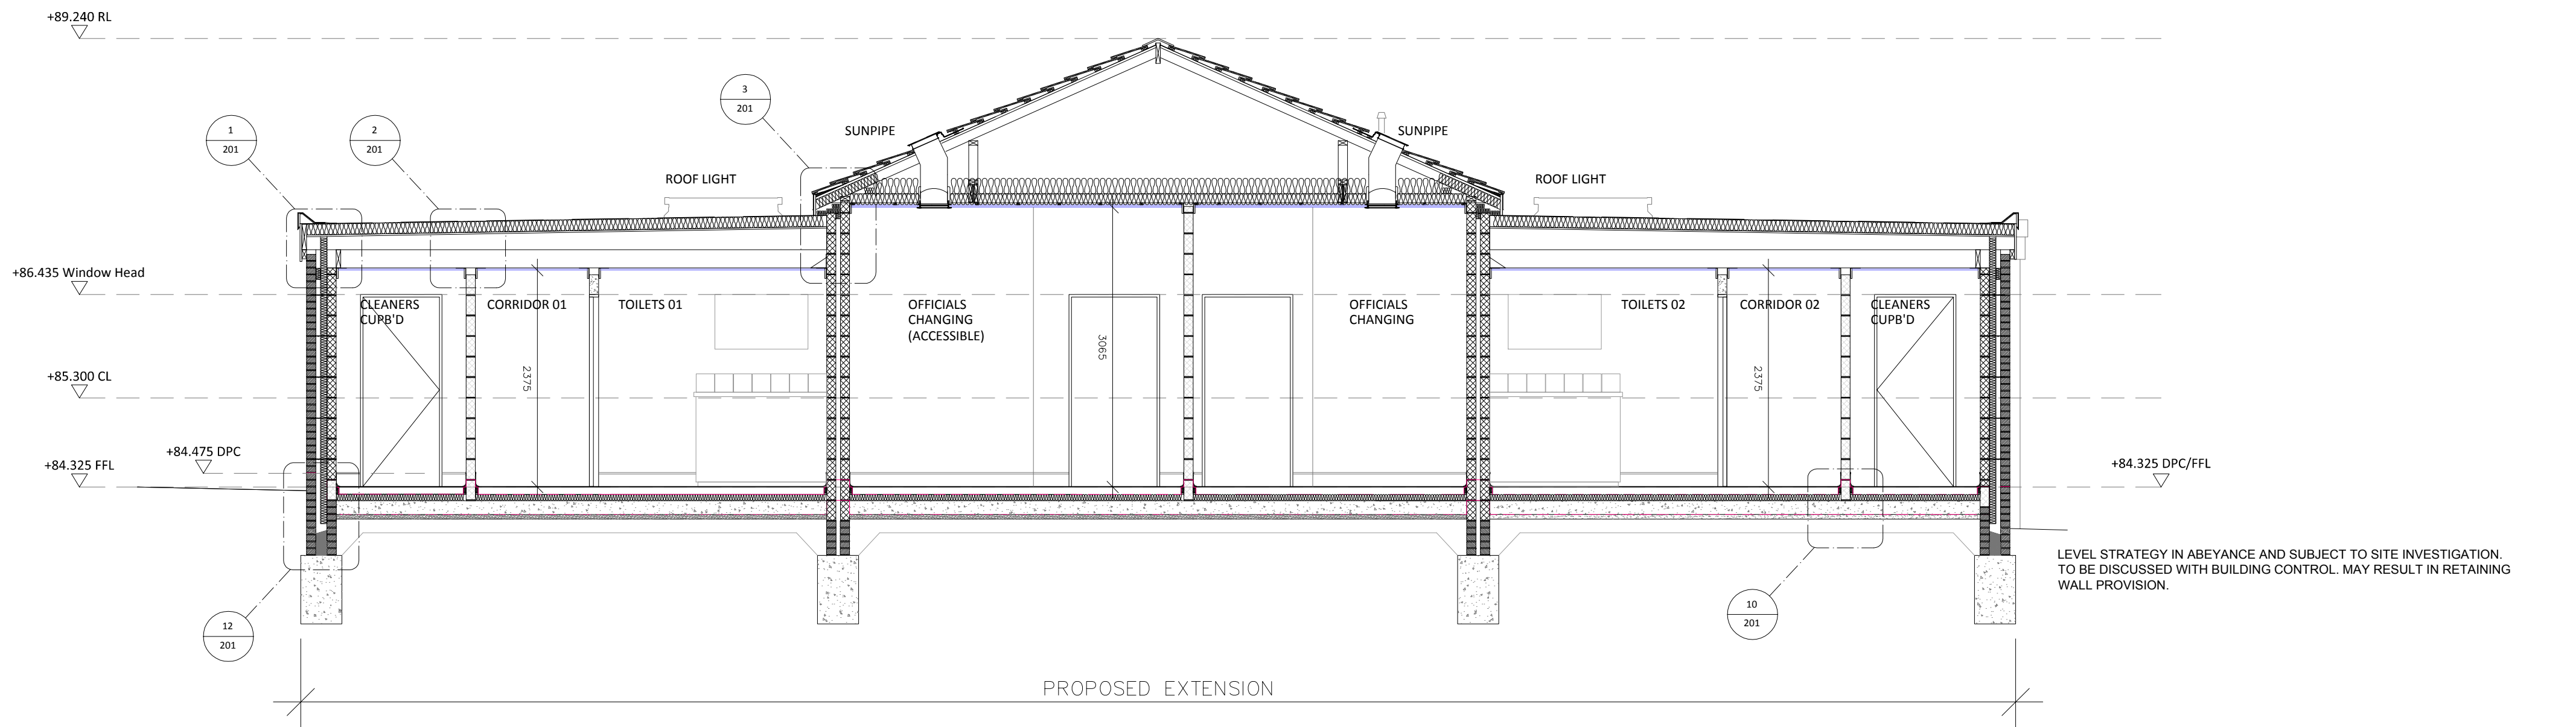 +89.240 RL
3
201
1
201
2
201
SUNPIPE
SUNPIPE
ROOF LIGHT
ROOF LIGHT
+86.435 Window Head
CLEANERS
CUPB'D
CORRIDOR 01
TOILETS 01
OFFICIALS
CHANGING
(ACCESSIBLE)
OFFICIALS
CHANGING
TOILETS 02
CORRIDOR 02
CLEANERS
CUPB'D
3065
2375
2375
+85.300 CL
+84.475 DPC
+84.325 FFL
+84.325 DPC/FFL
LEVEL STRATEGY IN ABEYANCE AND SUBJECT TO SITE INVESTIGATION.
TO BE DISCUSSED WITH BUILDING CONTROL. MAY RESULT IN RETAINING
WALL PROVISION.
12
201
10
201
PROPOSED EXTENSION